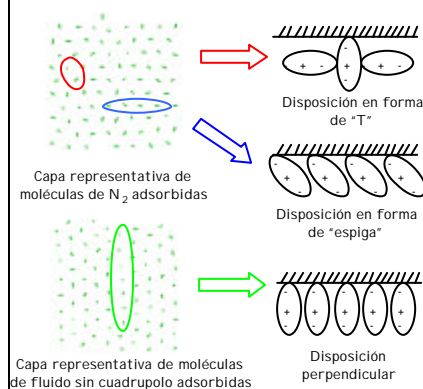 Disposición en forma
de "T"
Capa representativa de
moléculas de N2 adsorbidas
Disposición en forma
de "espiga"
Capa representativa de moléculas
de fluido sin cuadrupolo adsorbidas
Disposición
perpendicular